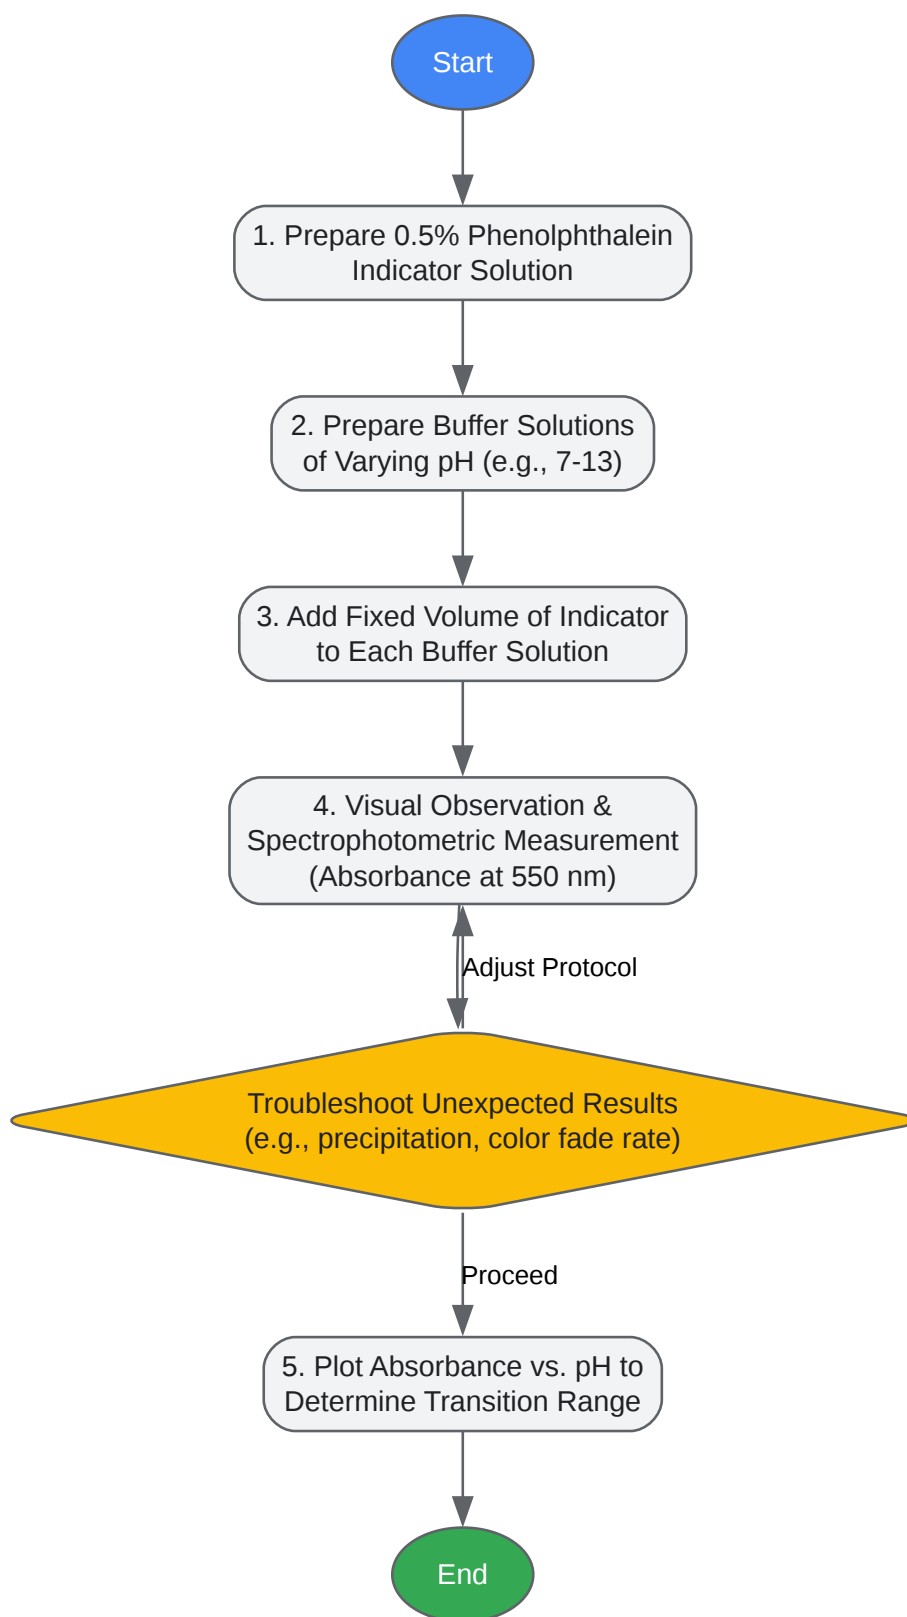 Start
1. Prepare 0.5% Phenolphthalein
Indicator Solution
2. Prepare Buffer Solutions
of Varying pH (e.g., 7-13)
3. Add Fixed Volume of Indicator
to Each Buffer Solution
4. Visual Observation &
Spectrophotometric Measurement
(Absorbance at 550 nm)
Adjust Protocol
Troubleshoot Unexpected Results
(e.g., precipitation, color fade rate)
Proceed
5. Plot Absorbance vs. pH to
Determine Transition Range
End